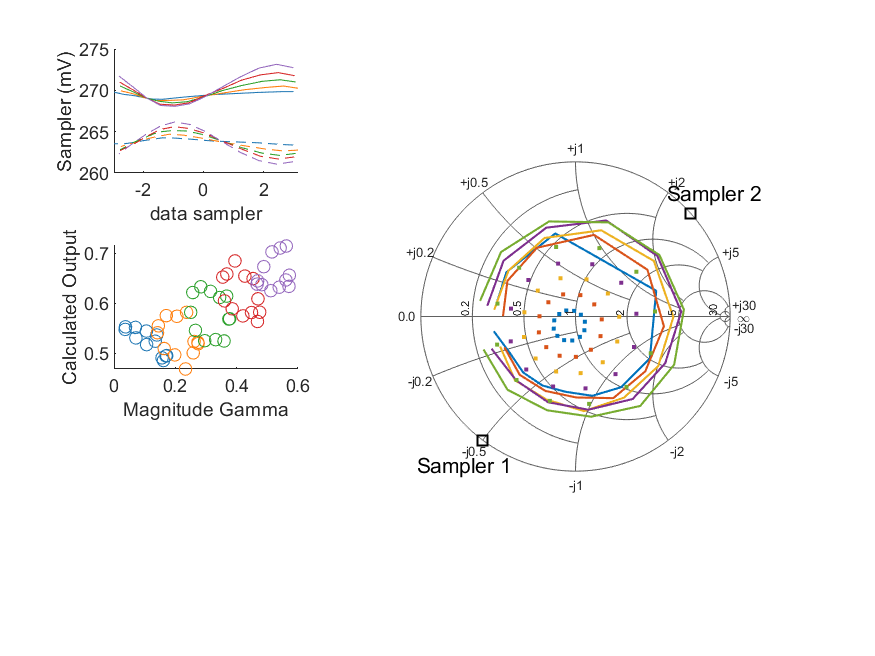 275
270
265
260
Sampler (mV)
-2
0
2
data sampler
0.7
0.6
0.5
Calculated Output
0
0.2
0.4
0.6
Magnitude Gamma
+j1
+j0.5
+j2
Sampler 2
+j0.2
+j5
0.0
0.2
0.5
1
2
5
30
+j30
∞
-j30
-j0.2
-j5
-j0.5
-j2
Sampler 1
-j1